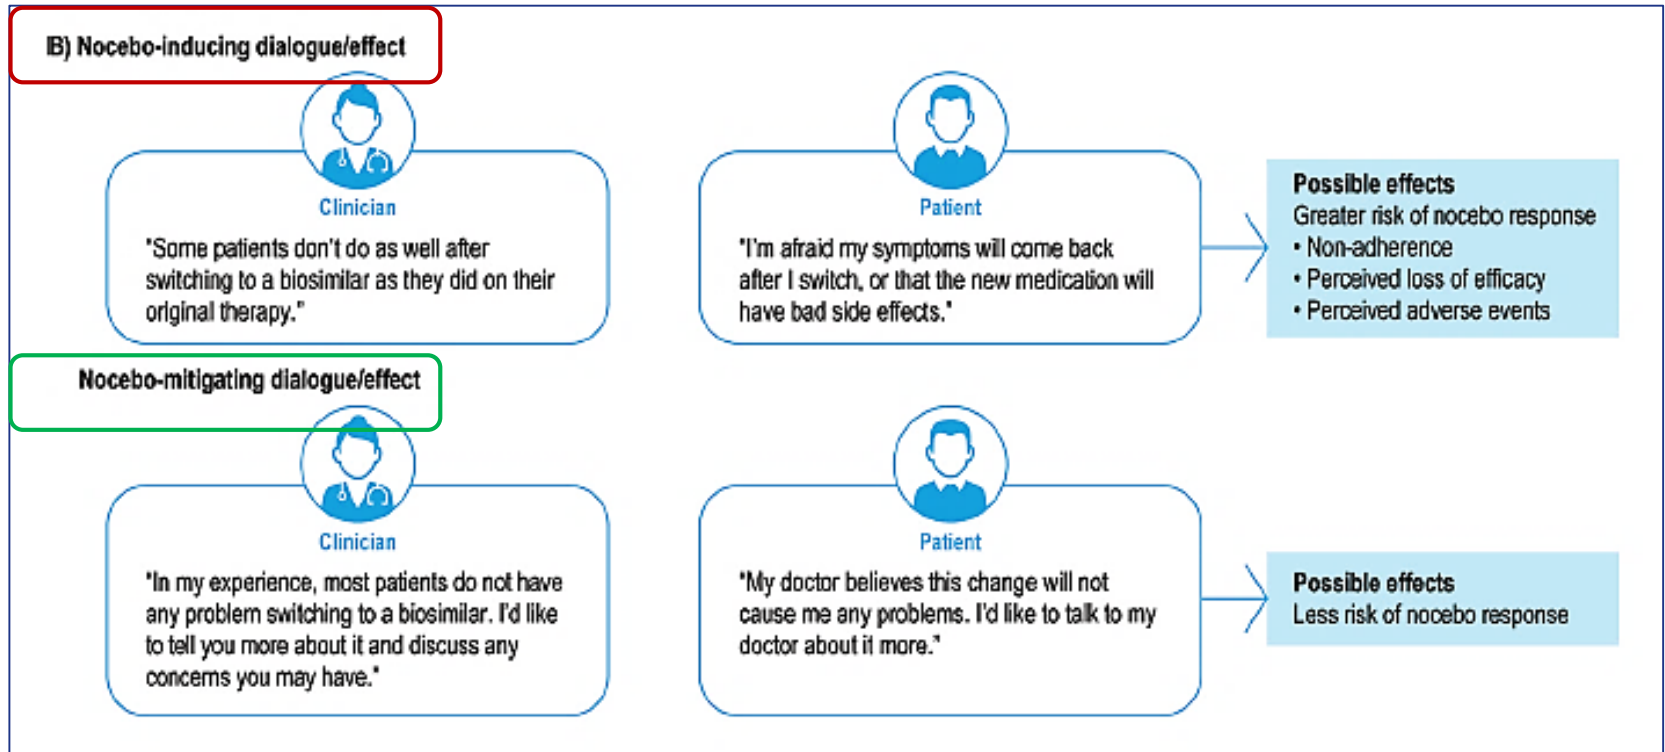 B) Nocebo-inducing dialogue/effect
Clinician
"Some patients don't do as well after
switching to a biosimilar as they did on their
original therapy."
Patient
"I'm afraid my symptoms will come back
after I switch, or that the new medication will
have bad side effects."
Possible effects
Greater risk of nocebo response
• Non-adherence
• Perceived loss of efficacy
• Perceived adverse events
Nocebo-mitigating dialogue/effect
Clinician
"In my experience, most patients do not have
any problem switching to a biosimilar. I'd like
to tell you more about it and discuss any
concerns you may have."
Patient
"My doctor believes this change will not
cause me any problems. I'd like to talk to my
doctor about it more."
Possible effects
Less risk of nocebo response